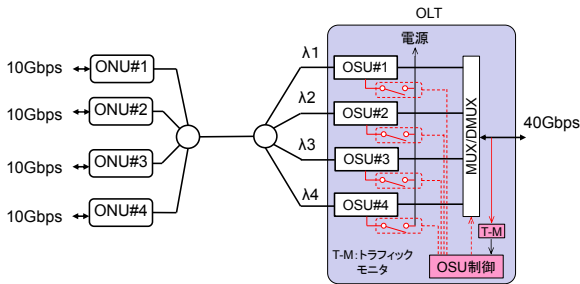 OLT
電源
10Gbps
ONU#1
λ1
OSU#1
10Gbps
ONU#2
λ2
OSU#2
MUX/DMUX
40Gbps
10Gbps
ONU#3
λ3
OSU#3
10Gbps
ONU#4
λ4
OSU#4
T-M
T-M:トラフィック
モニタ
OSU制御